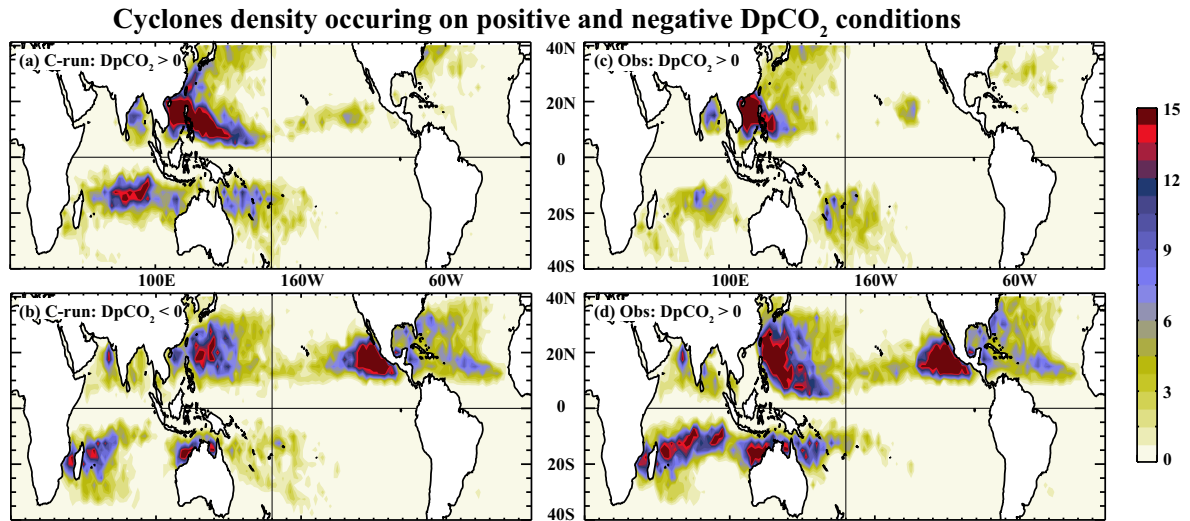 Cyclones density occuring on positive and negative DpCO₂ conditions
(a) C-run: DpCO₂ > 0
(c) Obs: DpCO₂ > 0
40N
20N
0
20S
40S
100E 160W 60W
100E 160W 60W
(b) C-run: DpCO₂ < 0
(d) Obs: DpCO₂ > 0
40N
20N
0
20S
40S
15
12
9
6
3
0